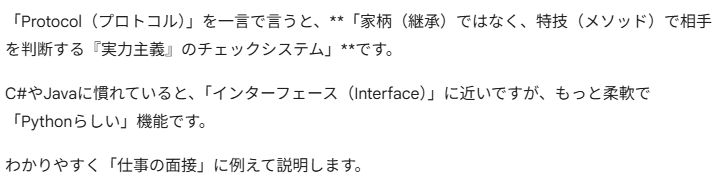 「Protocol（プロトコル）」を一言で言うと、**「家柄（継承）ではなく、特技（メソッド）で相手
を判断する『実力主義』のチェックシステム」**です。
C#やJavaに慣れていると、「インターフェース（Interface）」に近いですが、もっと柔軟で
「Pythonらしい」機能です。
わかりやすく「仕事の面接」に例えて説明します。